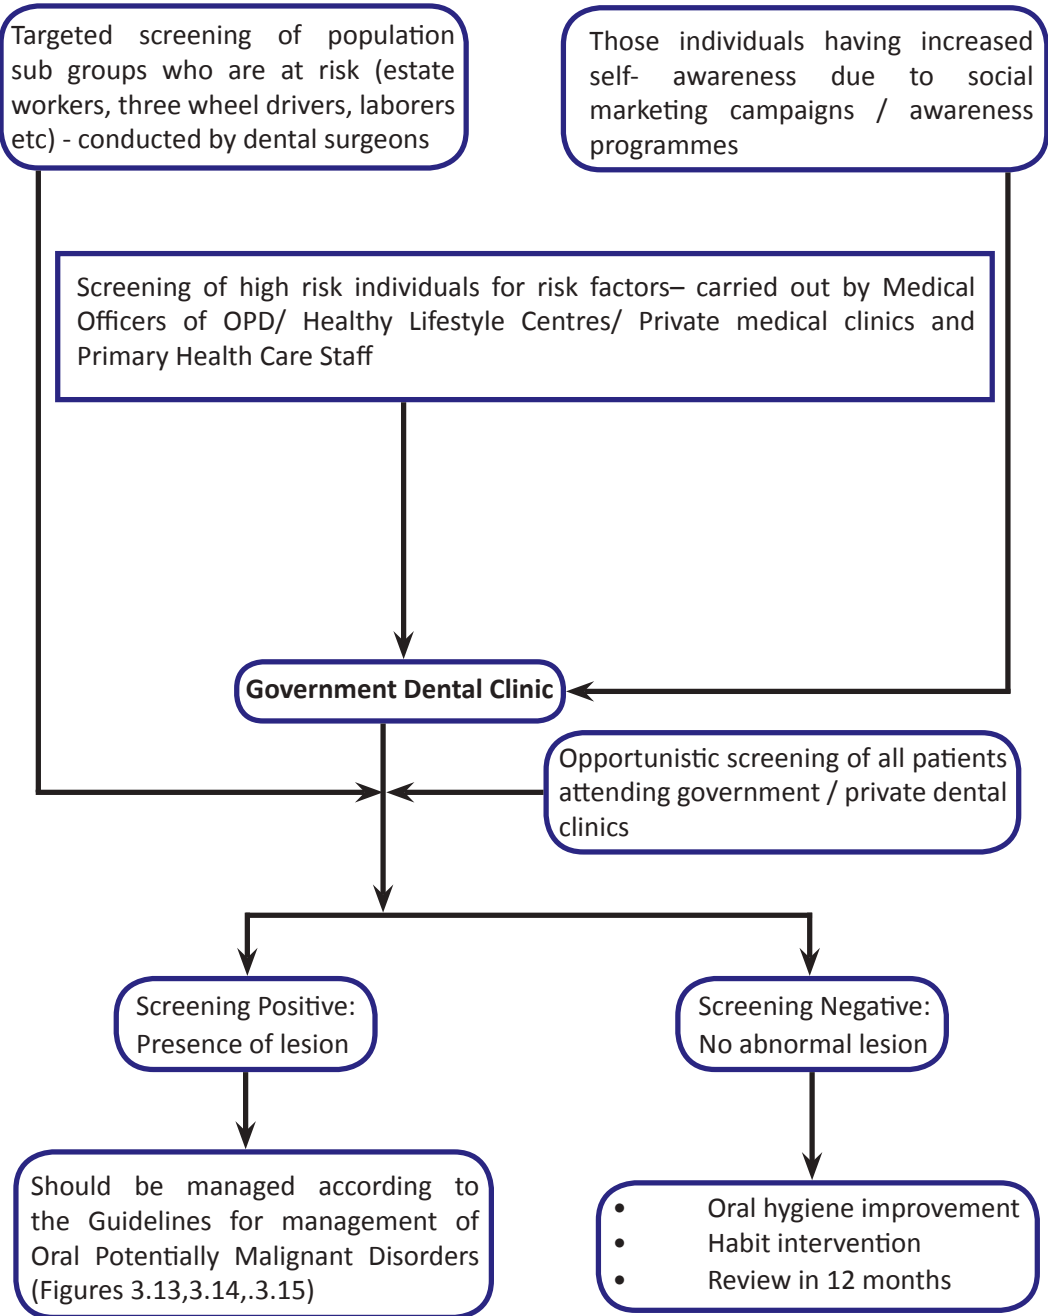 Targeted screening of population
sub groups who are at risk (estate
workers, three wheel drivers, laborers
etc) - conducted by dental surgeons
Those individuals having increased
self- awareness due to social
marketing campaigns / awareness
programmes
Screening of high risk individuals for risk factors– carried out by Medical
Officers of OPD/ Healthy Lifestyle Centres/ Private medical clinics and
Primary Health Care Staff
Government Dental Clinic
Opportunistic screening of all patients
attending government / private dental
clinics
Screening Positive:
Presence of lesion
Screening Negative:
No abnormal lesion
Should be managed according to
the Guidelines for management of
Oral Potentially Malignant Disorders
(Figures 3.13,3.14,.3.15)
• Oral hygiene improvement
• Habit intervention
• Review in 12 months